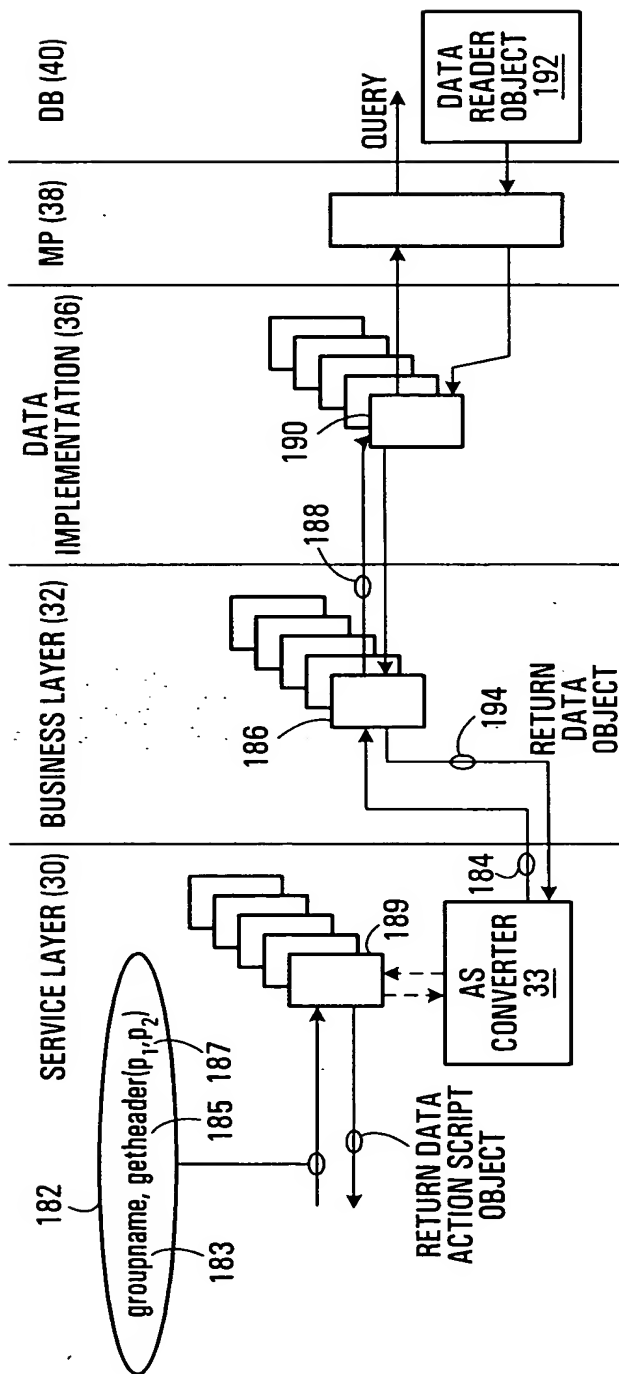 SERVICE LAYER (30)
BUSINESS LAYER (32)
DATA
IMPLEMENTATION (36)
MP (38)
DB (40)
182
groupname, getheader(p₁,p₂)
183
185
187
189
RETURN DATA
ACTION SCRIPT
OBJECT
AS
CONVERTER
33
184
186
188
194
RETURN
DATA
OBJECT
190
QUERY
DATA
READER
OBJECT
192